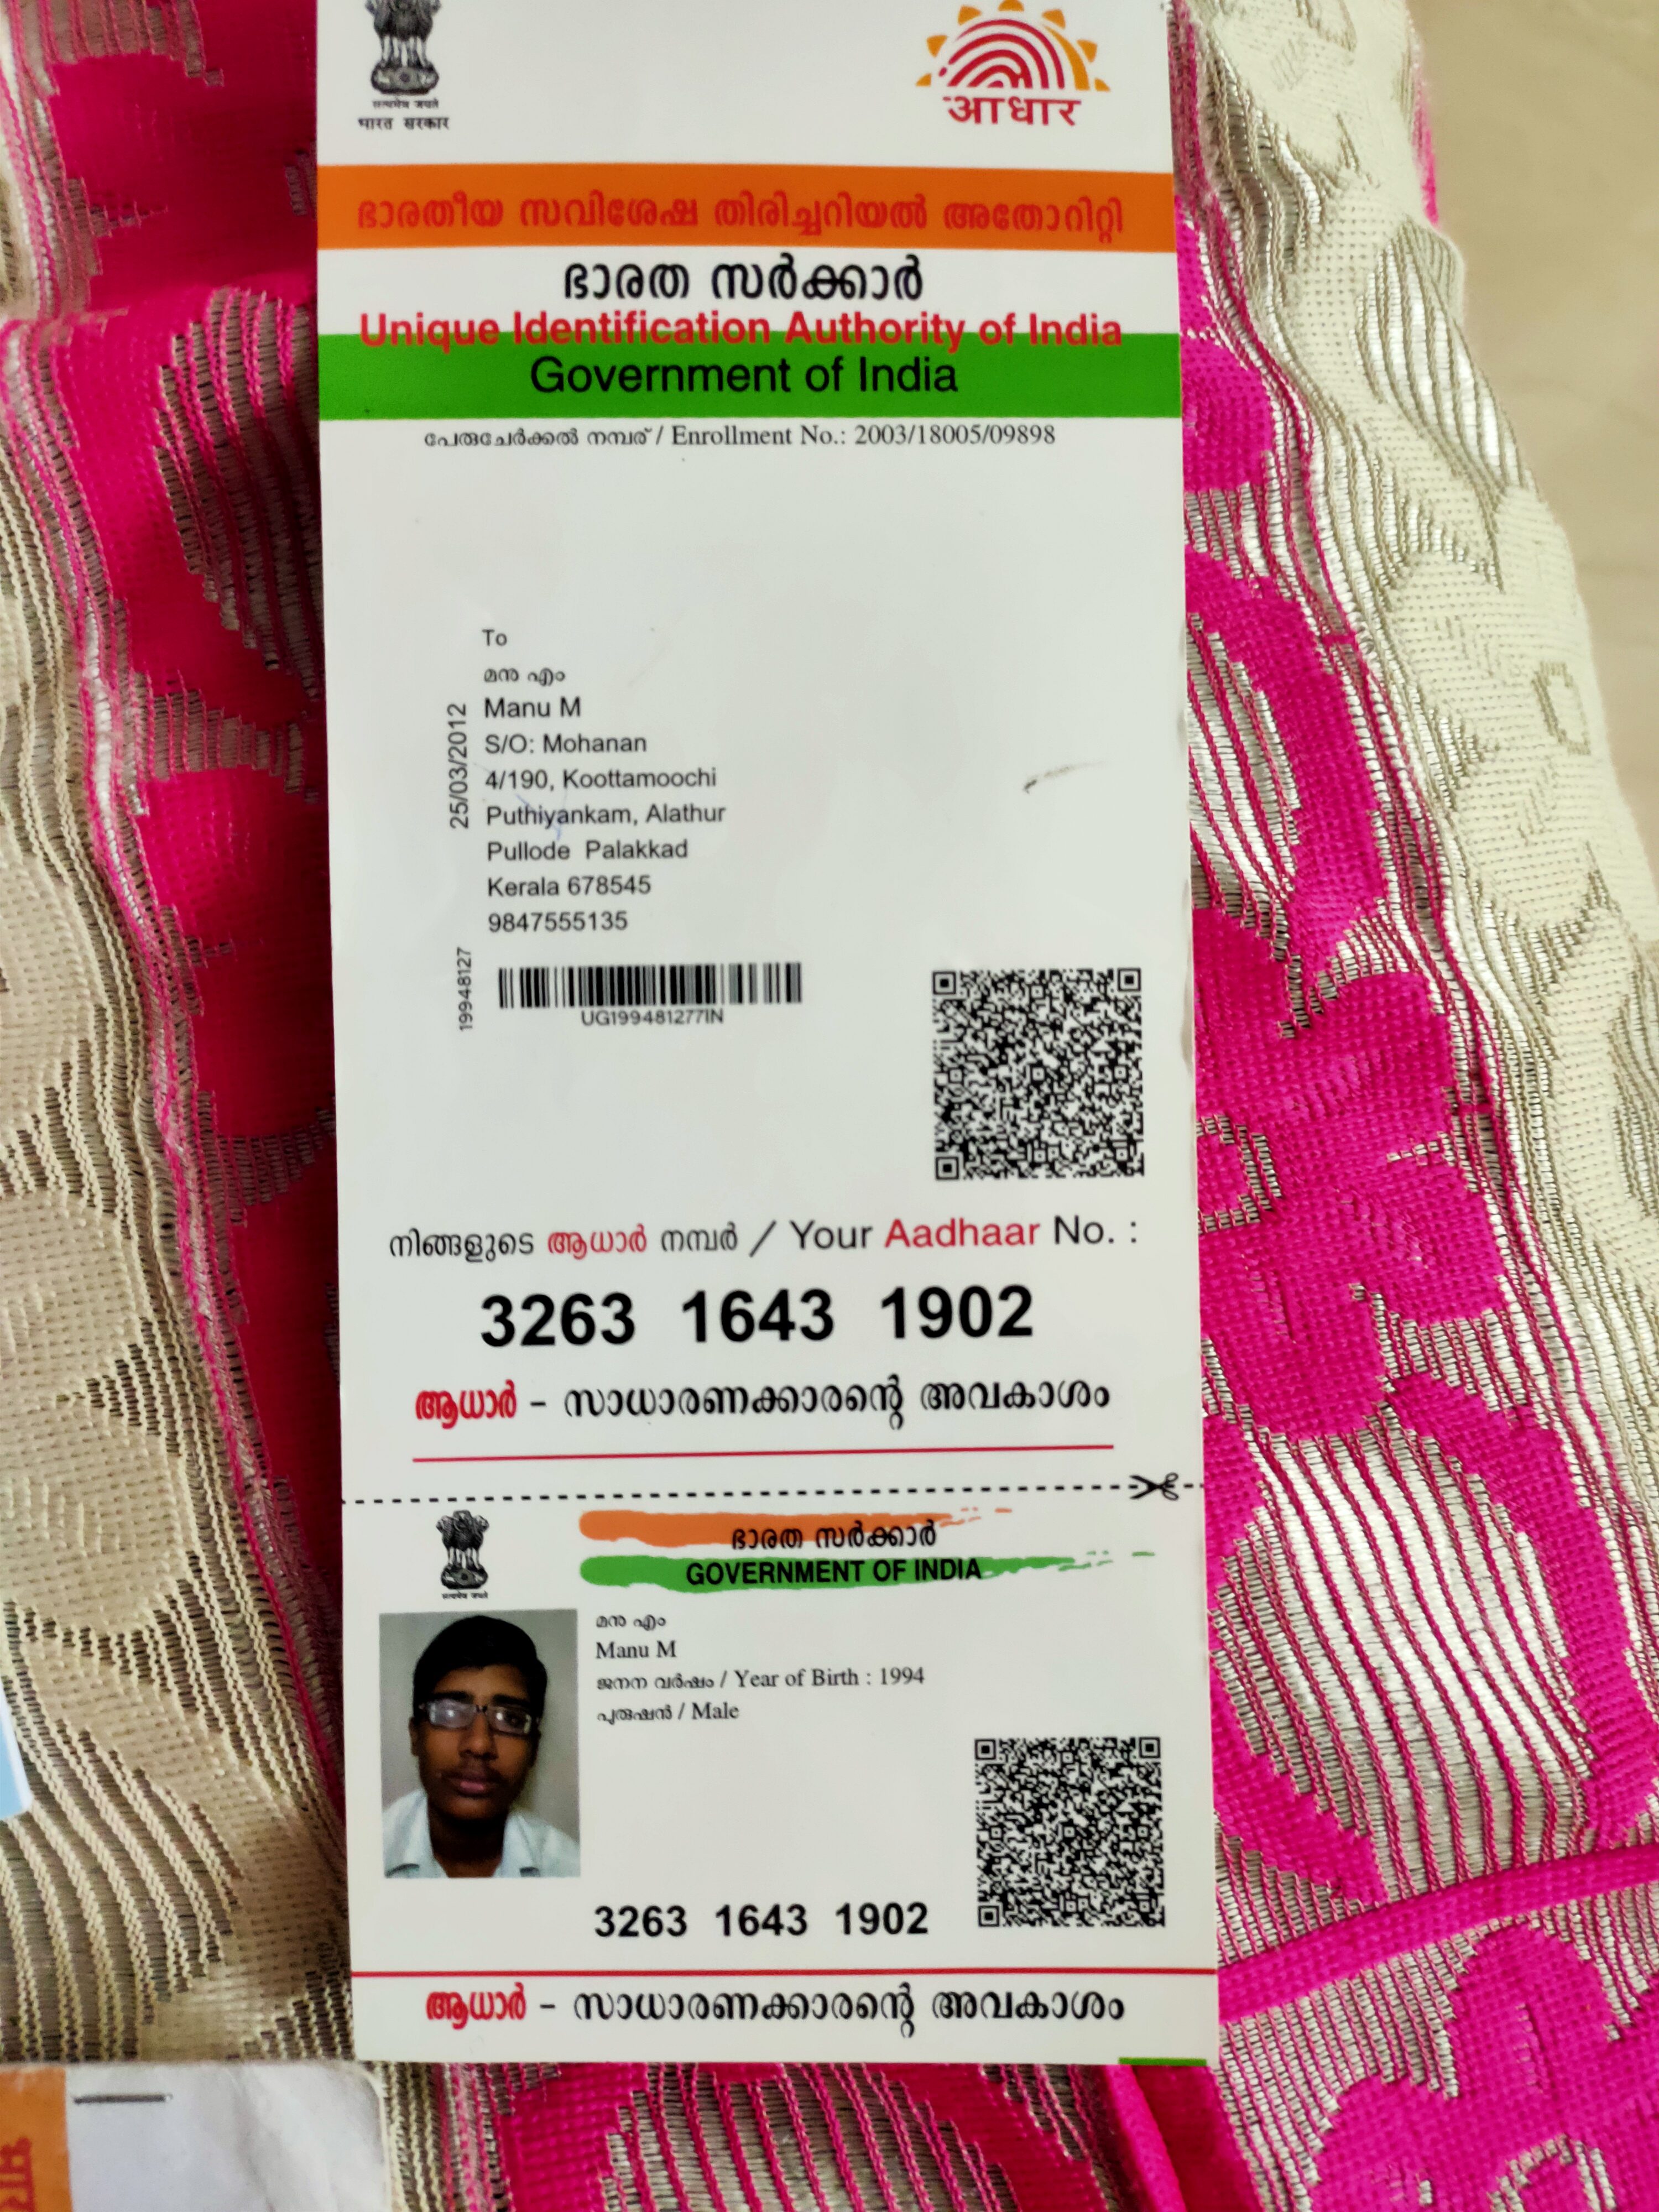 सत्यमेव जयते
भारत सरकार
आधार
ഭാരതീയ സവിശേഷ തിരിച്ചറിയൽ അതോറിറ്റി
ഭാരത സർക്കാർ
Unique Identification Authority of India
Government of India
പേരുചേർക്കൽ നമ്പര് / Enrollment No.: 2003/18005/09898
To
മനു എം
Manu M
S/O: Mohanan
4/190, Koottamoochi
Puthiyankam, Alathur
Pullode Palakkad
Kerala 678545
9847555135
25/03/2012
19948127
UG199481277IN
നിങ്ങളുടെ ആധാർ നമ്പർ / Your Aadhaar No. :
3263 1643 1902
ആധാർ - സാധാരണക്കാരന്റെ അവകാശം
ഭാരത സർക്കാർ
GOVERNMENT OF INDIA
सत्यमेव जयते
മനു എം
Manu M
ജനന വർഷം / Year of Birth : 1994
പുരുഷൻ / Male
3263 1643 1902
ആധാർ - സാധാരണക്കാരന്റെ അവകാശം